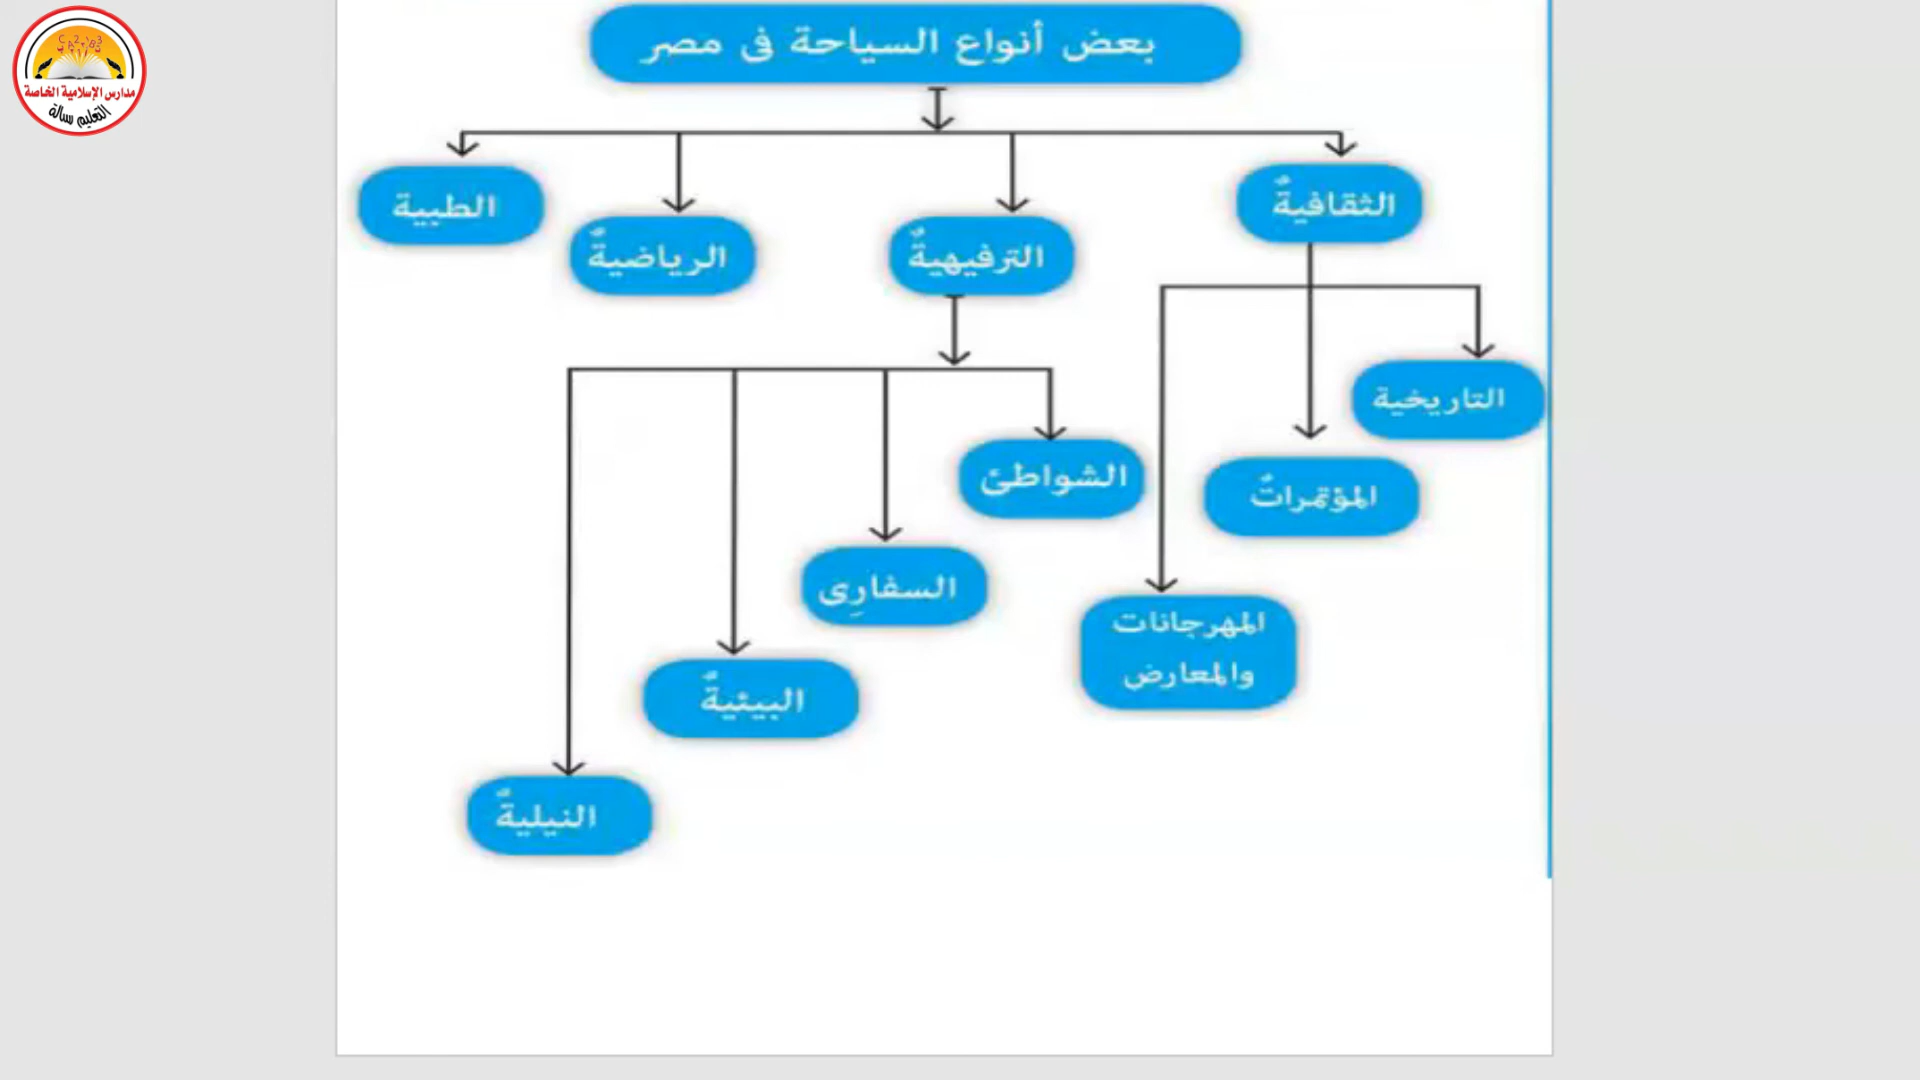 مدارس الإسلامية الخاصة
التعليم رسالة
بعض أنواع السياحة فى مصر
الثقافيةٌ
الترفيهيةٌ
الرياضيةٌ
الطبية
التاريخية
المؤتمراتٌ
المهرجانات
والمعارض
الشواطئ
السفارِى
البيئيةٌ
النيليةٌ